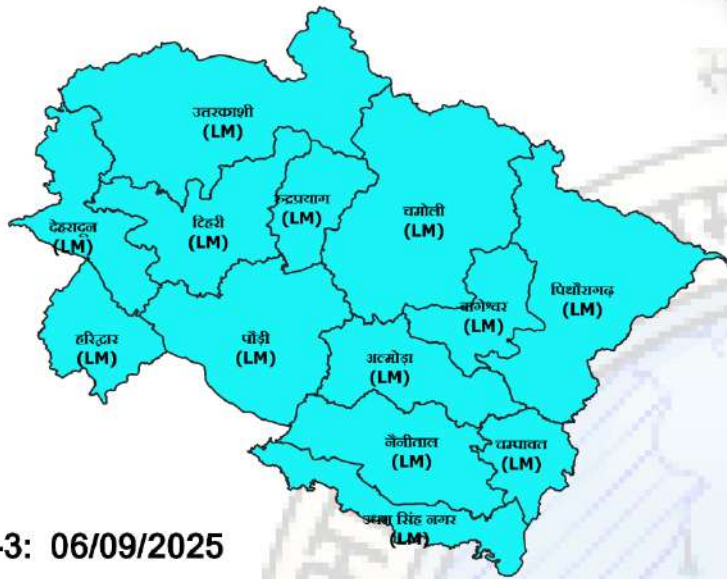 उत्तरकाशी
(LM)
देहरादून
(LM)
टिहरी
(LM)
रुद्रप्रयाग
(LM)
चमोली
(LM)
पिथौरागढ़
(LM)
बागेश्वर
(LM)
हरिद्वार
(LM)
पौड़ी
(LM)
अल्मोड़ा
(LM)
नैनीताल
(LM)
चम्पावत
(LM)
सिंह नगर
(LM)
-3: 06/09/2025